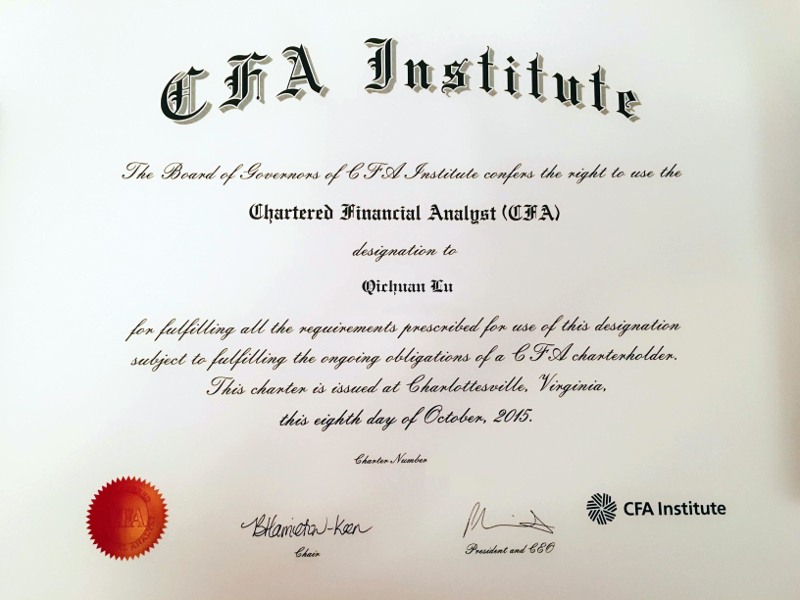 CFA Institute
The Board of Governors of CFA Institute confers the right to use the
Chartered Financial Analyst (CFA)
designation to
Qichuan Lu
for fulfilling all the requirements prescribed for use of this designation
subject to fulfilling the ongoing obligations of a CFA charterholder.
This charter is issued at Charlottesville, Virginia,
this eighth day of October, 2015.
Charter Number
CFA
CFA Institute
Chair
President and CEO